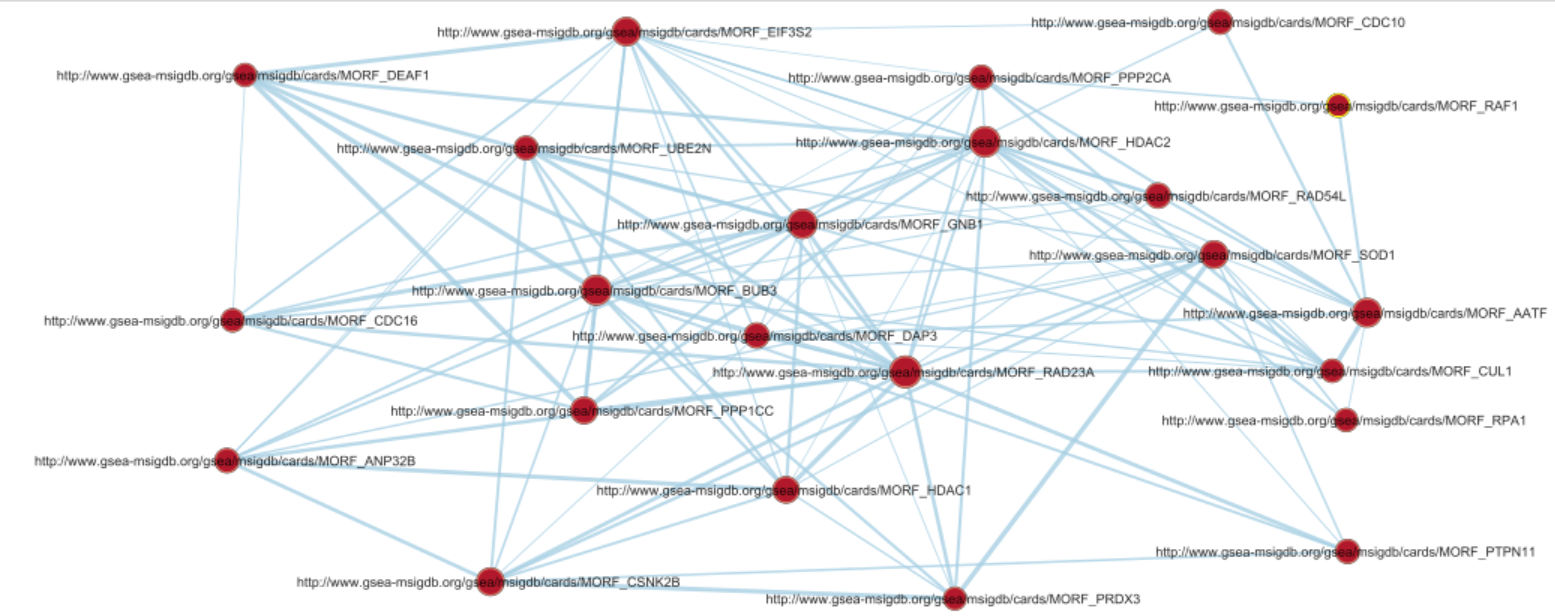 http://www.gsea-msigdb.org/gsea/msigdb/cards/MORF_CDC10
http://www.gsea-msigdb.org/gsea/msigdb/cards/MORF_EIF3S2
http://www.gsea-msigdb.org/gsea/msigdb/cards/MORF_DEAF1
http://www.gsea-msigdb.org/gsea/msigdb/cards/MORF_PPP2CA
http://www.gsea-msigdb.org/gsea/msigdb/cards/MORF_RAF1
http://www.gsea-msigdb.org/gsea/msigdb/cards/MORF_HDAC2
http://www.gsea-msigdb.org/gsea/msigdb/cards/MORF_UBE2N
http://www.gsea-msigdb.org/gsea/msigdb/cards/MORF_RAD54L
http://www.gsea-msigdb.org/gsea/msigdb/cards/MORF_GNB1
http://www.gsea-msigdb.org/gsea/msigdb/cards/MORF_SOD1
http://www.gsea-msigdb.org/gsea/msigdb/cards/MORF_BUB3
http://www.gsea-msigdb.org/gsea/msigdb/cards/MORF_AATF
http://www.gsea-msigdb.org/gsea/msigdb/cards/MORF_CDC16
http://www.gsea-msigdb.org/gsea/msigdb/cards/MORF_DAP3
http://www.gsea-msigdb.org/gsea/msigdb/cards/MORF_RAD23A
http://www.gsea-msigdb.org/gsea/msigdb/cards/MORF_CUL1
http://www.gsea-msigdb.org/gsea/msigdb/cards/MORF_PPP1CC
http://www.gsea-msigdb.org/gsea/msigdb/cards/MORF_RPA1
http://www.gsea-msigdb.org/gsea/msigdb/cards/MORF_ANP32B
http://www.gsea-msigdb.org/gsea/msigdb/cards/MORF_HDAC1
http://www.gsea-msigdb.org/gsea/msigdb/cards/MORF_PTPN11
http://www.gsea-msigdb.org/gsea/msigdb/cards/MORF_CSNK2B
http://www.gsea-msigdb.org/gsea/msigdb/cards/MORF_PRDX3